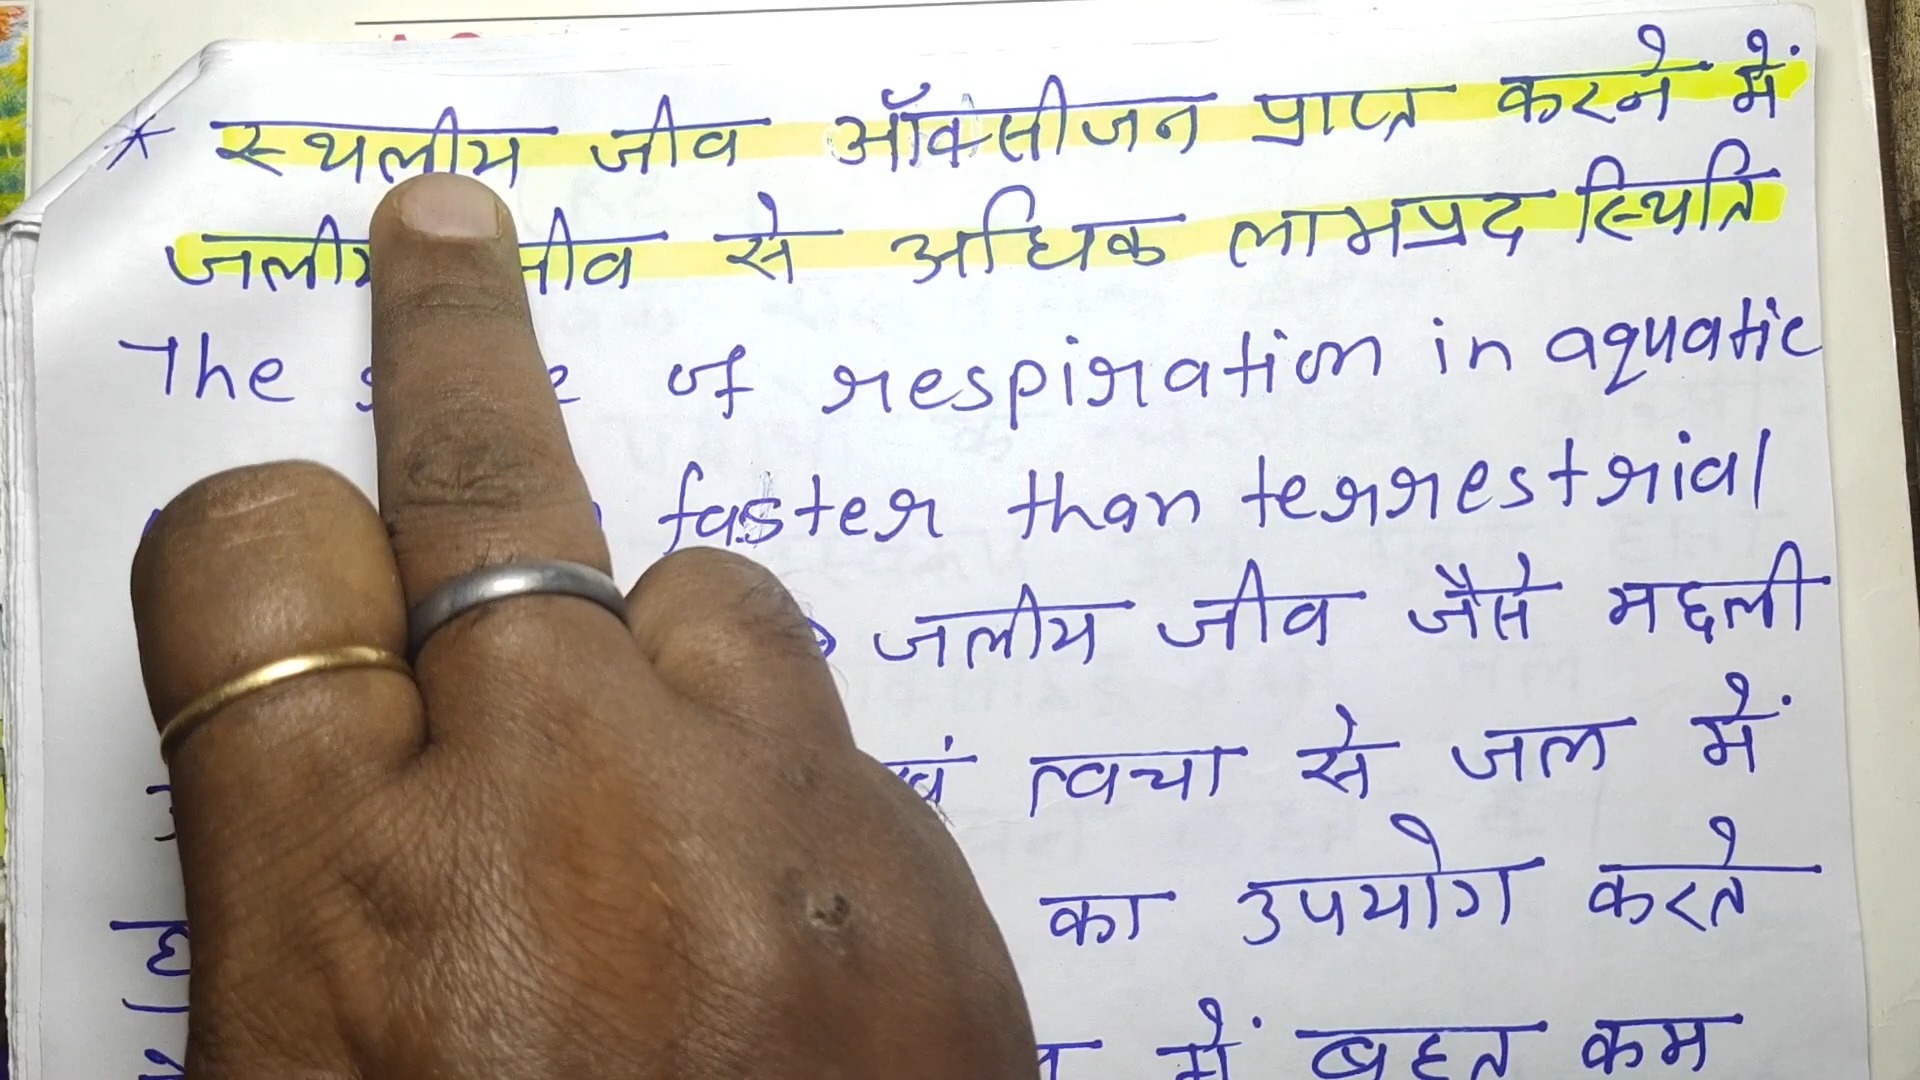 * स्थलीय जीव ऑक्सीजन प्राप्त करने में
जीव से अधिक लाभप्रद स्थिति
The of respiration in aquatic
faster than terrestrial
जलीय जीव जैसे मछली
त्वचा से जल में
का उपयोग करते
में बहुत कम